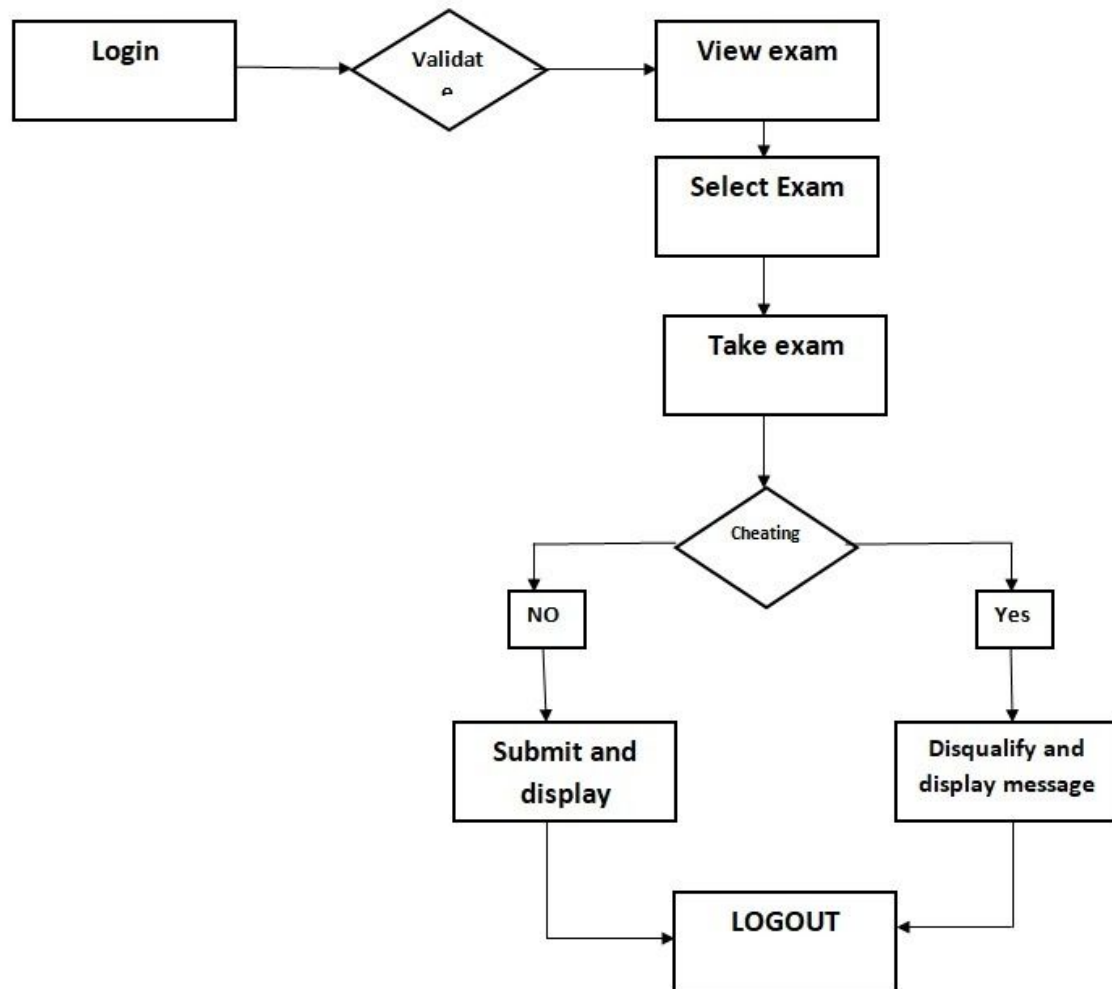 Login
Validat
e
View exam
Select Exam
Take exam
Cheating
NO
Yes
Submit and
display
Disqualify and
display message
LOGOUT